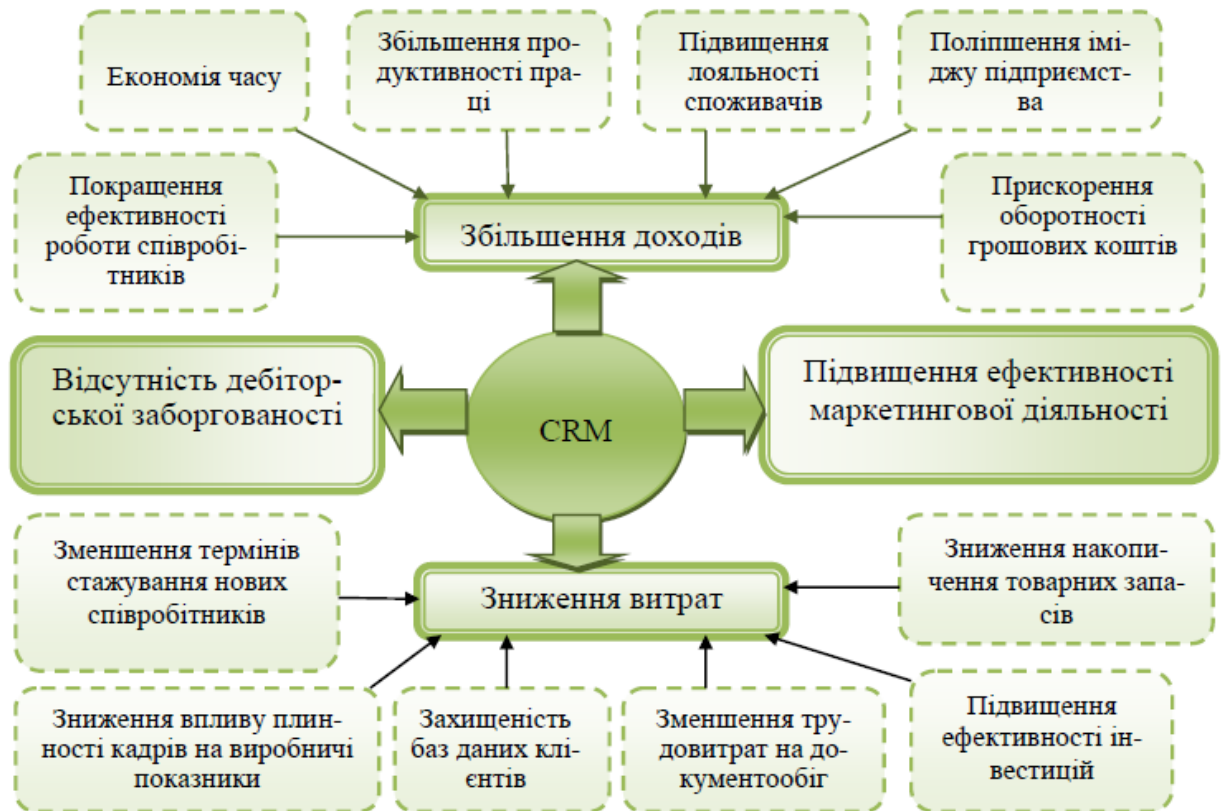 Економія часу
Збільшення про-
дуктивності пра-
ці
Підвищення
лояльності
споживачів
Поліпшення імі-
джу підприємст-
ва
Покращення
ефективності
роботи співробі-
тників
Збільшення доходів
Прискорення
оборотності
грошових коштів
Відсутність дебітор-
ської заборгованості
CRM
Підвищення ефективності
маркетингової діяльності
Зменшення термінів
стажування нових
співробітників
Зниження витрат
Зниження накопи-
чення товарних запа-
сів
Зниження впливу плин-
ності кадрів на виробничі
показники
Захищеність
баз даних клі-
єнтів
Зменшення тру-
довитрат на до-
кументообіг
Підвищення
ефективності ін-
вестицій